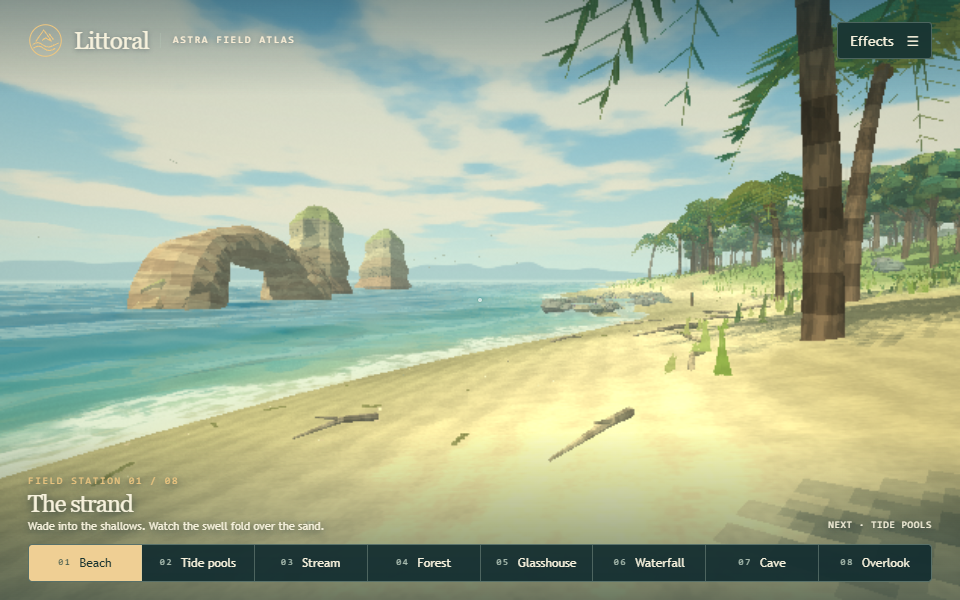 Littoral
ASTRA FIELD ATLAS
Effects
FIELD STATION 01 / 08
The strand
Wade into the shallows. Watch the swell fold over the sand.
NEXT · TIDE POOLS
01 Beach
02 Tide pools
03 Stream
04 Forest
05 Glasshouse
06 Waterfall
07 Cave
08 Overlook